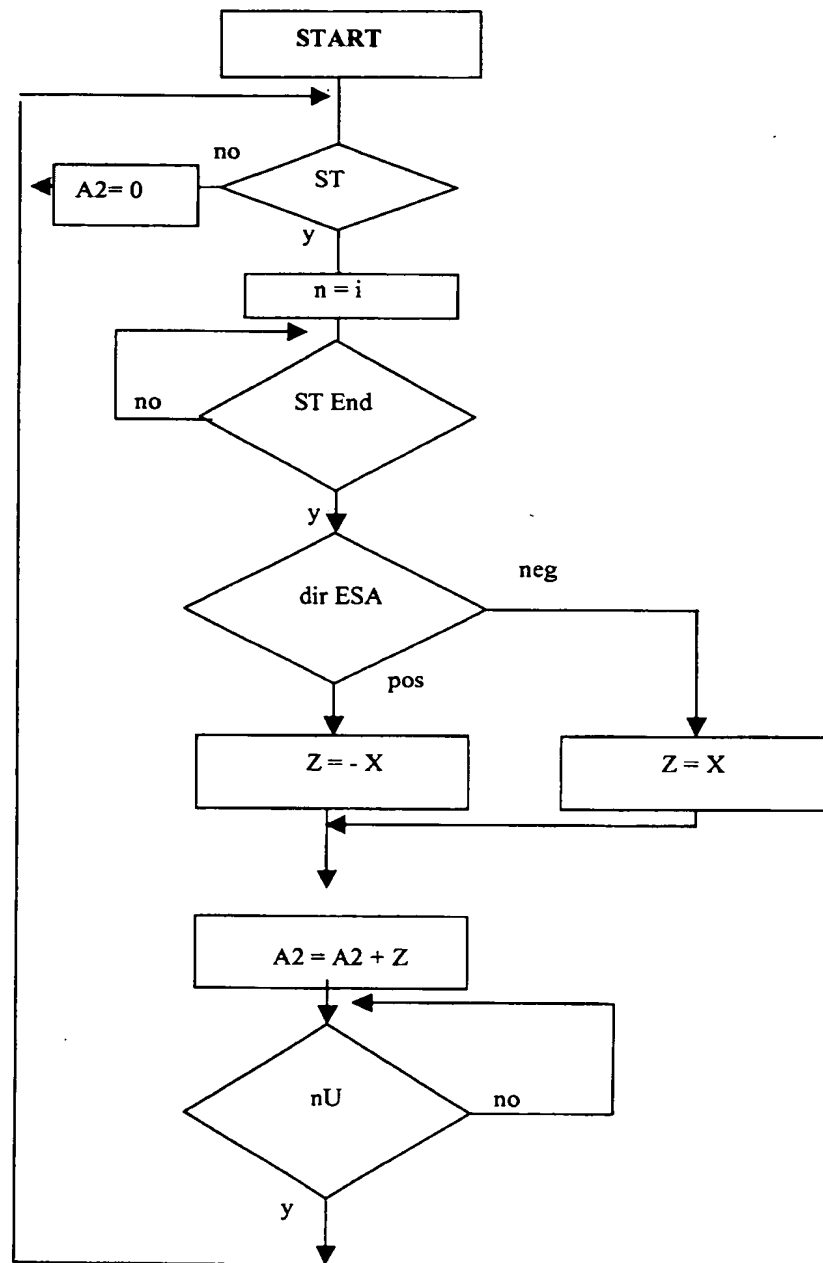 START
no
ST
A2= 0
y
n = i
ST End
no
y
neg
dir ESA
pos
Z = - X
Z = X
A2 = A2 + Z
nU
no
y